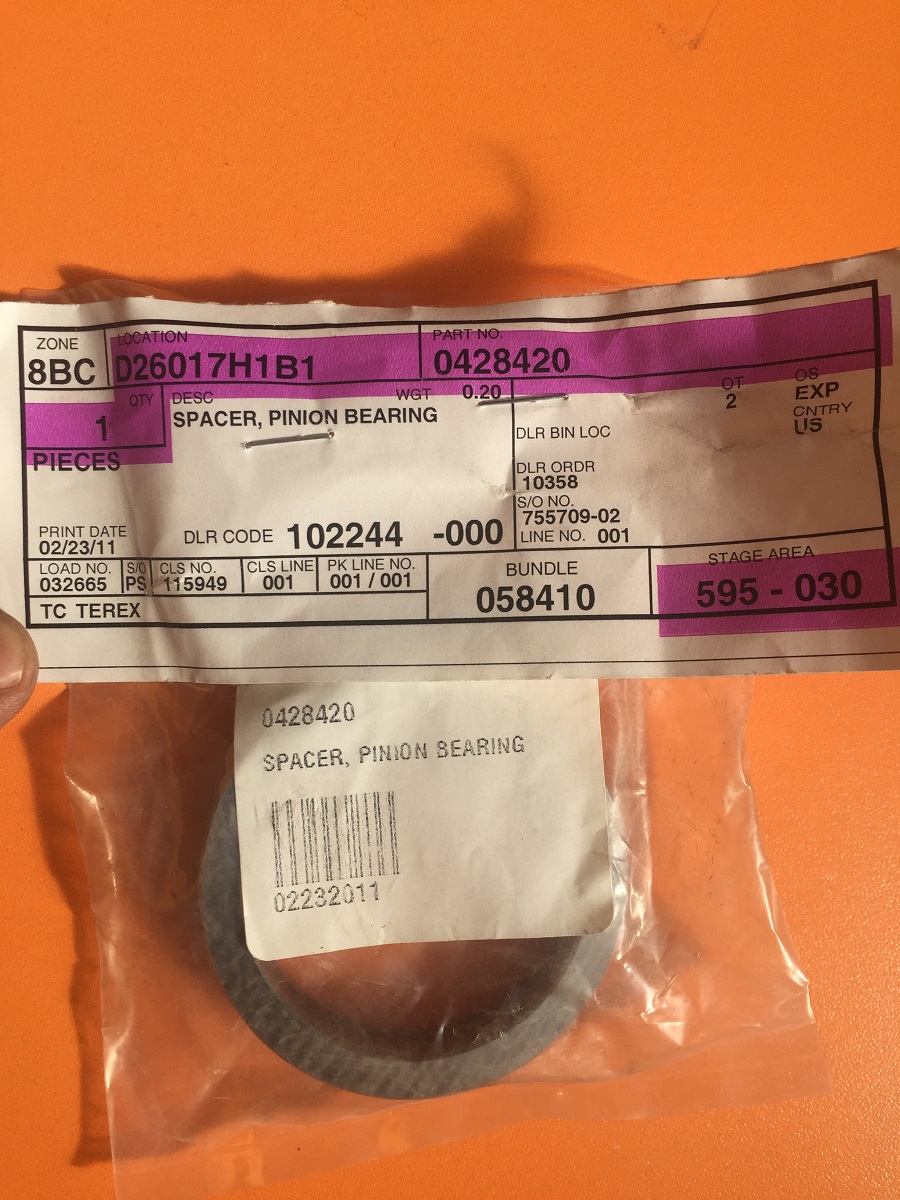 ZONE
8BC
LOCATION
D26017H1B1
PART NO.
0428420
QTY
1
PIECES
DESC
SPACER, PINION BEARING
WGT 0.20
OT
2
OS
EXP
CNTRY
US
DLR BIN LOC
DLR ORDR
10358
S/O NO.
755709-02
LINE NO. 001
PRINT DATE
02/23/11
DLR CODE 102244 -000
LOAD NO.
032665
S/O
PS
CLS NO.
115949
CLS LINE
001
PK LINE NO.
001 / 001
BUNDLE
058410
STAGE AREA
595 - 030
TC TEREX
0428420
SPACER, PINION BEARING
02232011